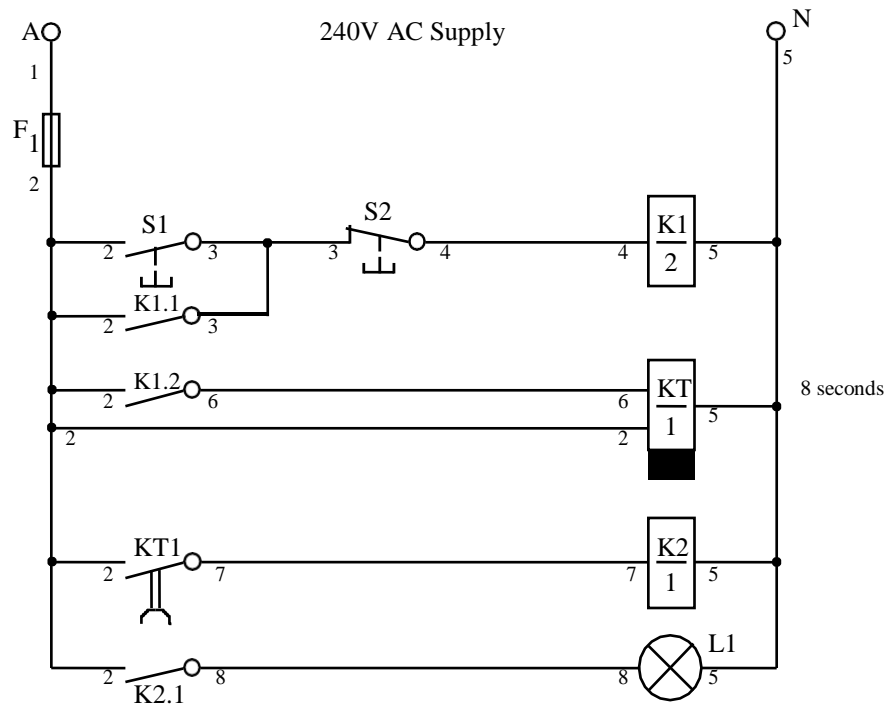 A 240V AC Supply N
1 5
F1
2
S1 S2 K1
2 3 3 4 4 2 5
K1.1
2 3
K1.2 KT 8 seconds
2 6 6 5
2 2 1
KT1 K2
2 7 7 1 5
L1
2 8 8 5
K2.1